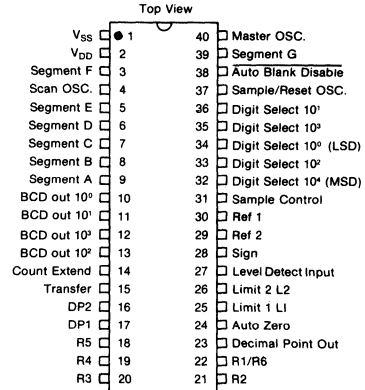 Top View
VSS 1 40 Master OSC.
VDD 2 39 Segment G
Segment F 3 38 Auto Blank Disable
Scan OSC. 4 37 Sample/Reset OSC.
Segment E 5 36 Digit Select 10¹
Segment D 6 35 Digit Select 10³
Segment C 7 34 Digit Select 10⁰ (LSD)
Segment B 8 33 Digit Select 10²
Segment A 9 32 Digit Select 10⁴ (MSD)
BCD out 10⁰ 10 31 Sample Control
BCD out 10¹ 11 30 Ref 1
BCD out 10³ 12 29 Ref 2
BCD out 10² 13 28 Sign
Count Extend 14 27 Level Detect Input
Transfer 15 26 Limit 2 L2
DP2 16 25 Limit 1 LI
DP1 17 24 Auto Zero
R5 18 23 Decimal Point Out
R4 19 22 R1/R6
R3 20 21 R2